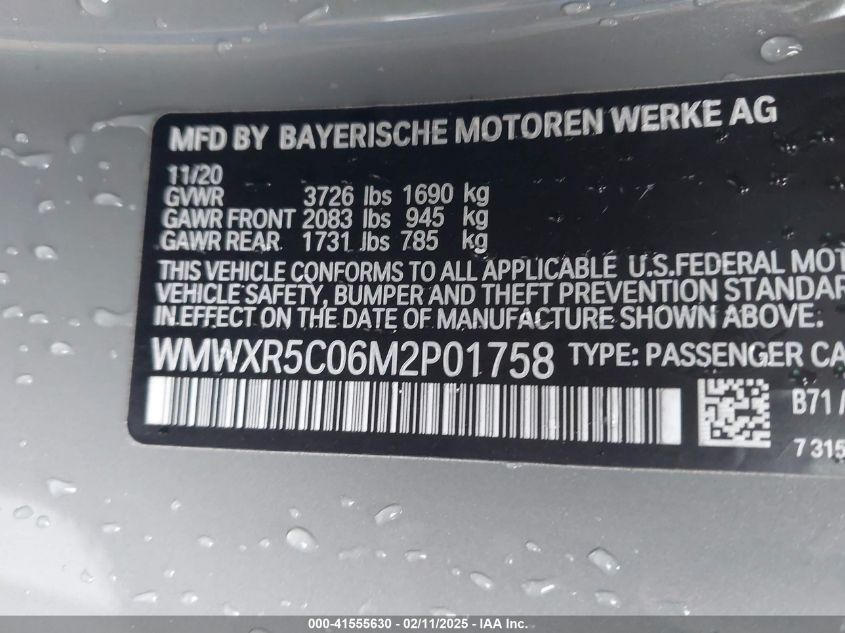 MFD BY BAYERISCHE MOTOREN WERKE AG
11/20
GVWR 3726 lbs 1690 kg
GAWR FRONT 2083 lbs 945 kg
GAWR REAR 1731 lbs 785 kg
THIS VEHICLE CONFORMS TO ALL APPLICABLE U.S.FEDERAL MOT
VEHICLE SAFETY, BUMPER AND THEFT PREVENTION STANDAR
IN EFFECT ON THE DATE OF MANUFACTURE SHOWN ABOVE.
WMWXR5C06M2P01758 TYPE: PASSENGER CA
B71/
7 315
000-41555630 - 02/11/2025 - IAA Inc.